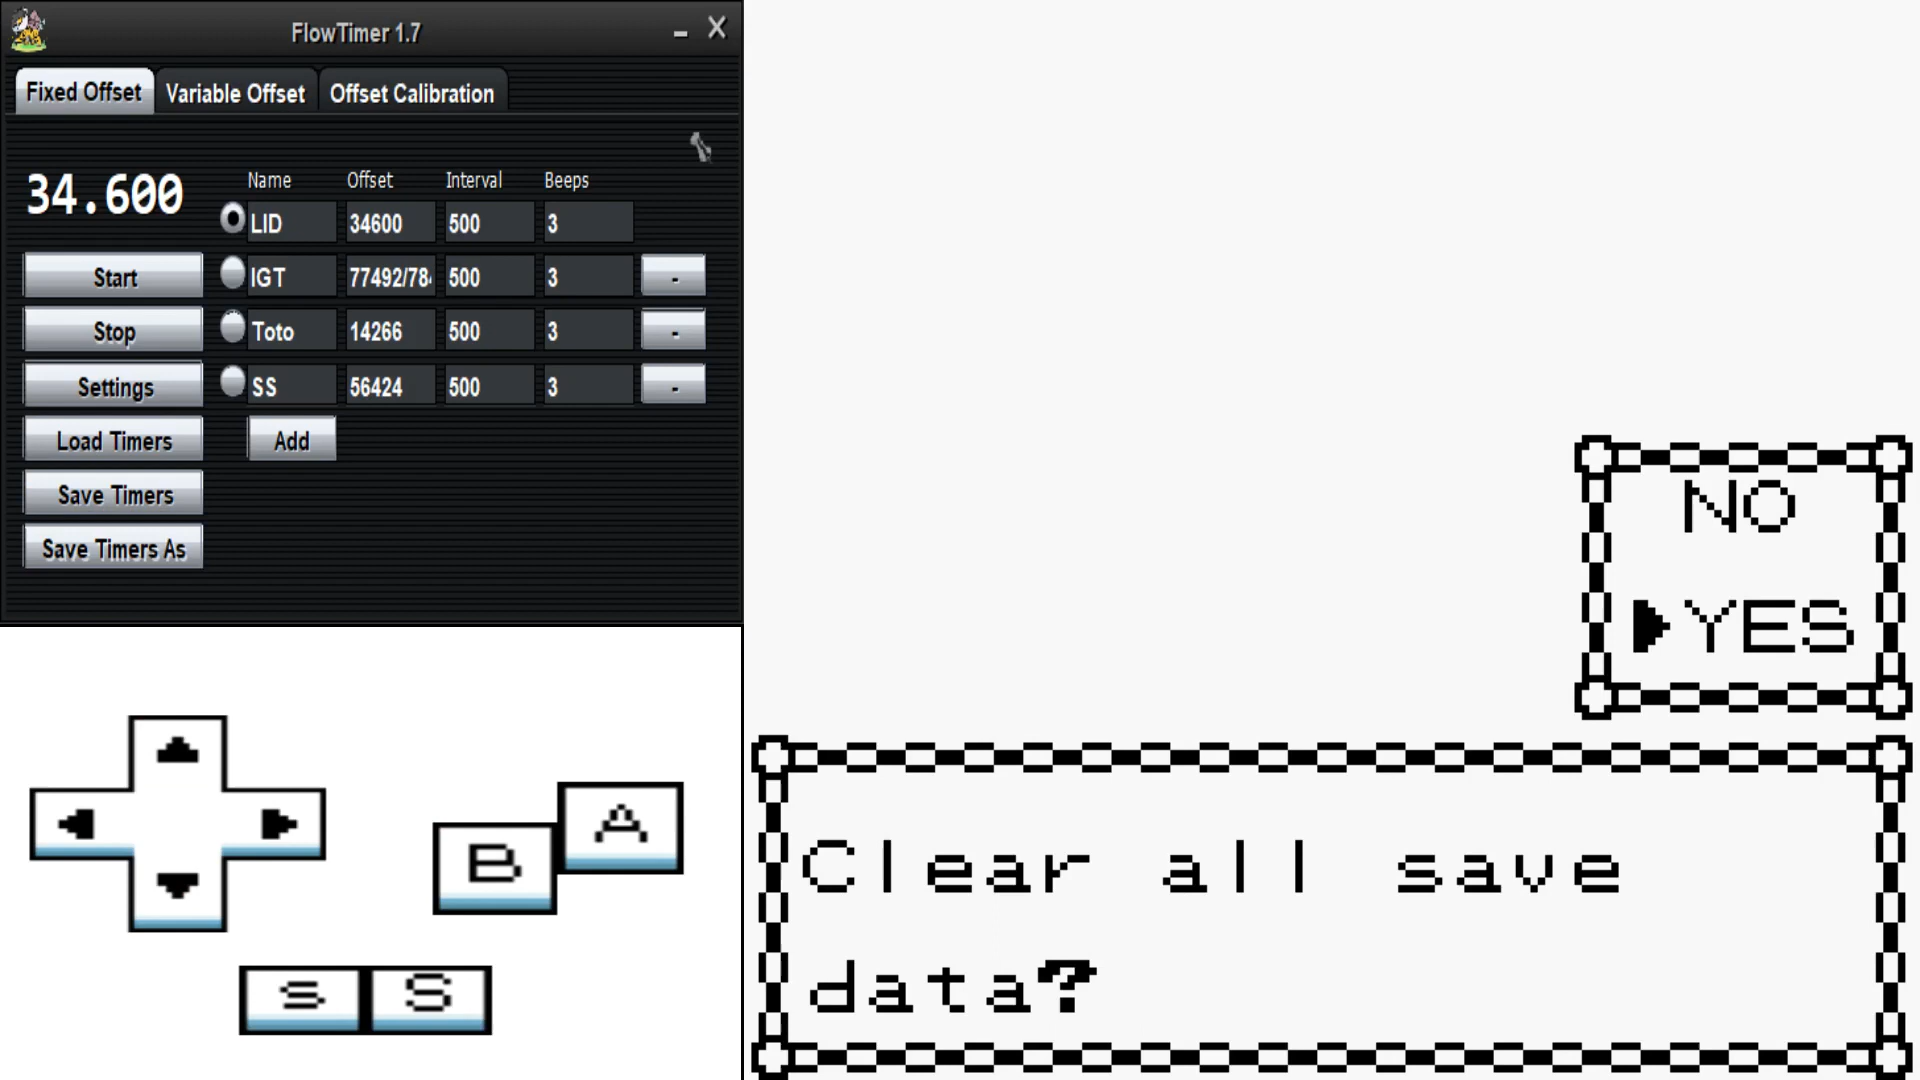 FlowTimer 1.7
Fixed Offset Variable Offset Offset Calibration
34.600
Name Offset Interval Beeps
LID 34600 500 3
Start IGT 77492/784 500 3 -
Stop Toto 14266 500 3 -
Settings SS 56424 500 3 -
Load Timers Add
Save Timers
Save Timers As
B A
s S
NO
YES
Clear all save
data?